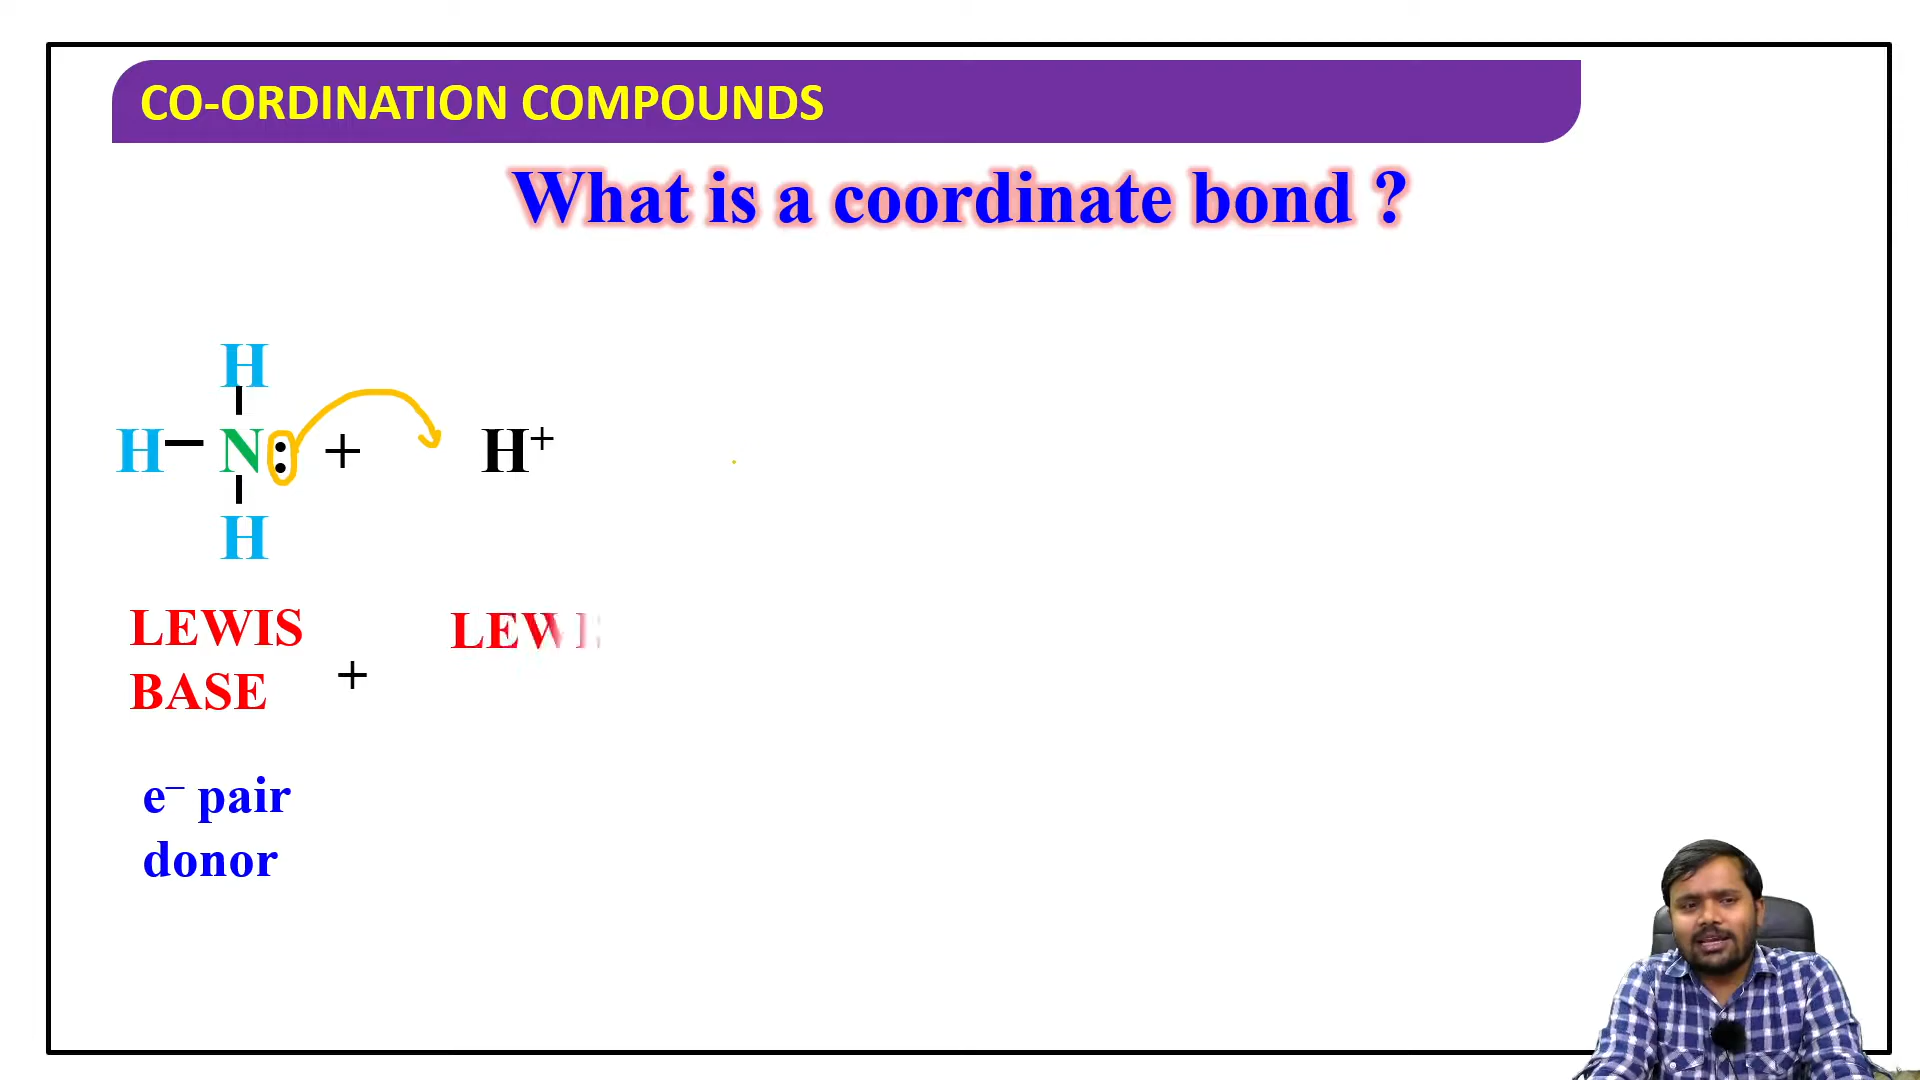 CO-ORDINATION COMPOUNDS
What is a coordinate bond ?
H
H – N : + H⁺
H
LEWIS
BASE
+
e⁻ pair
donor